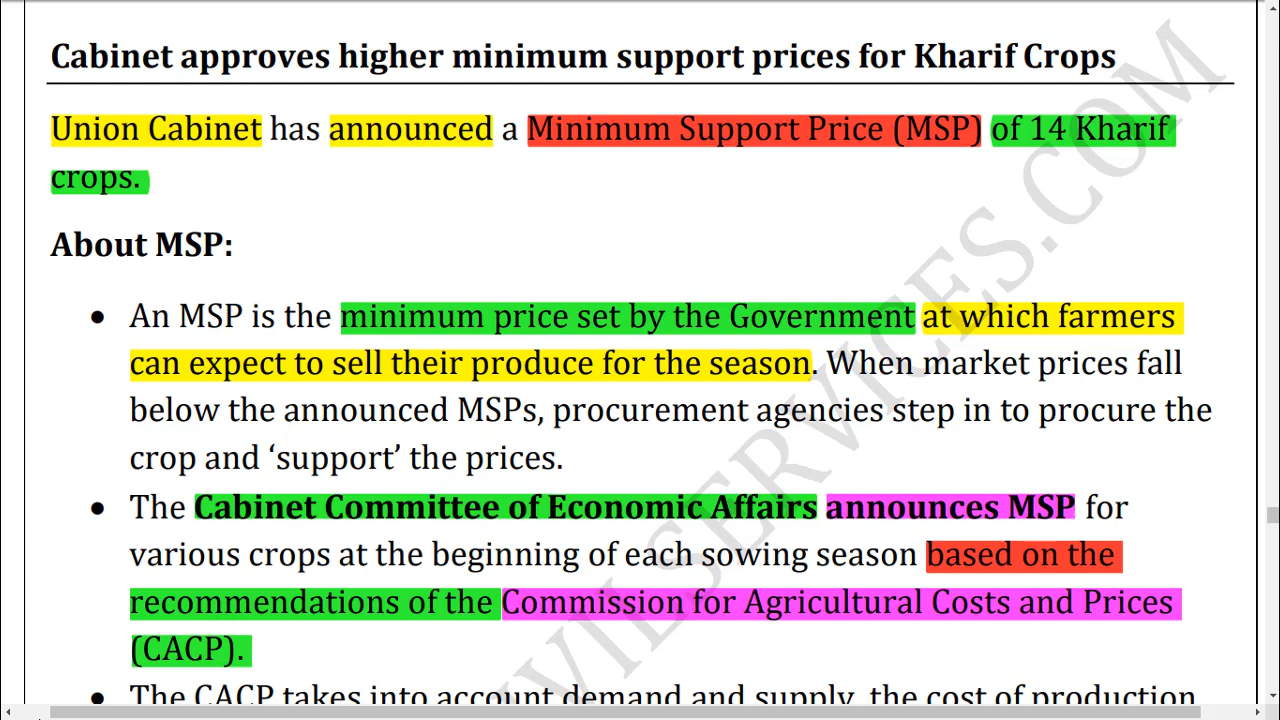 Cabinet approves higher minimum support prices for Kharif Crops
Union Cabinet has announced a Minimum Support Price (MSP) of 14 Kharif
crops.
About MSP:
• An MSP is the minimum price set by the Government at which farmers
can expect to sell their produce for the season. When market prices fall
below the announced MSPs, procurement agencies step in to procure the
crop and ‘support’ the prices.
• The Cabinet Committee of Economic Affairs announces MSP for
various crops at the beginning of each sowing season based on the
recommendations of the Commission for Agricultural Costs and Prices
(CACP).
• The CACP takes into account demand and supply, the cost of production
VILSERVICES.COM